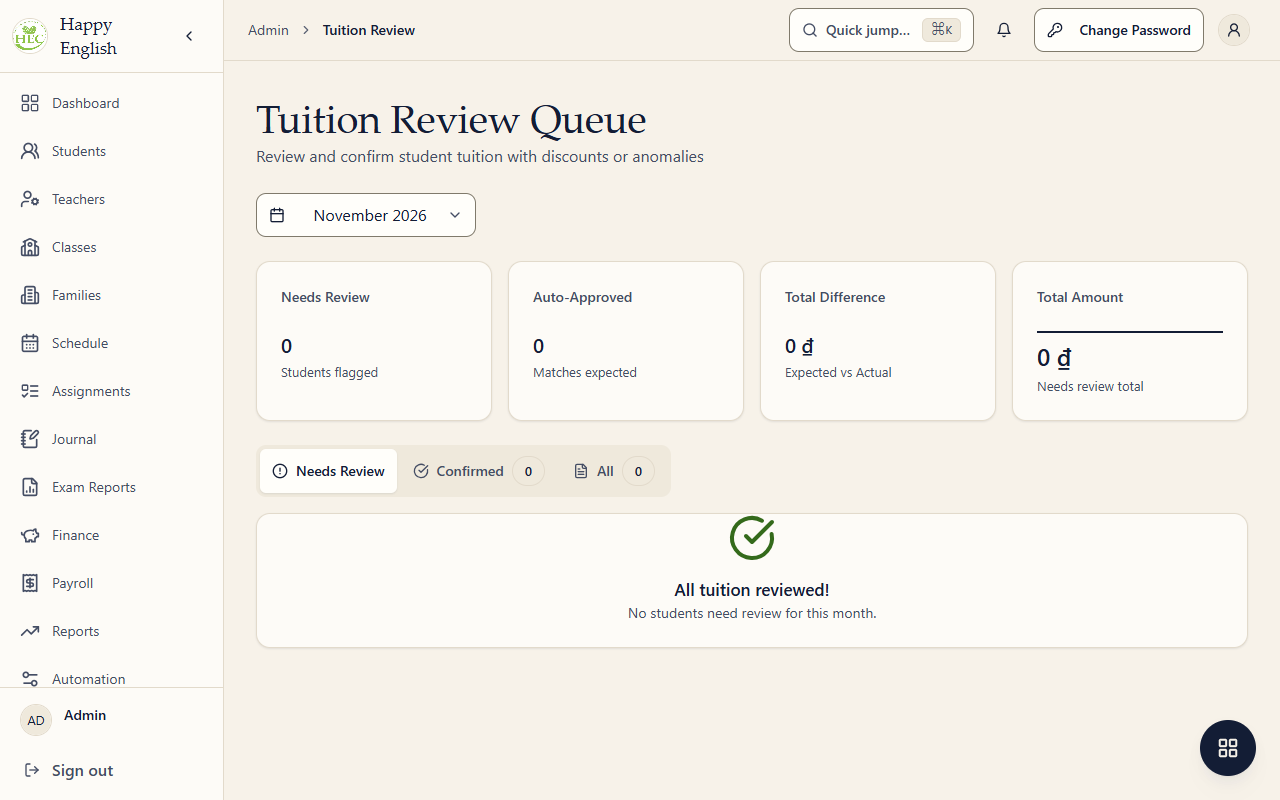 HEC
Happy
English
Admin
Tuition Review
Quick jump...
⌘K
Change Password
Dashboard
Students
Teachers
Classes
Families
Schedule
Assignments
Journal
Exam Reports
Finance
Payroll
Reports
Automation
AD
Admin
Sign out
Tuition Review Queue
Review and confirm student tuition with discounts or anomalies
November 2026
Needs Review
0
Students flagged
Auto-Approved
0
Matches expected
Total Difference
0 ₫
Expected vs Actual
Total Amount
0 ₫
Needs review total
Needs Review
Confirmed 0
All 0
All tuition reviewed!
No students need review for this month.